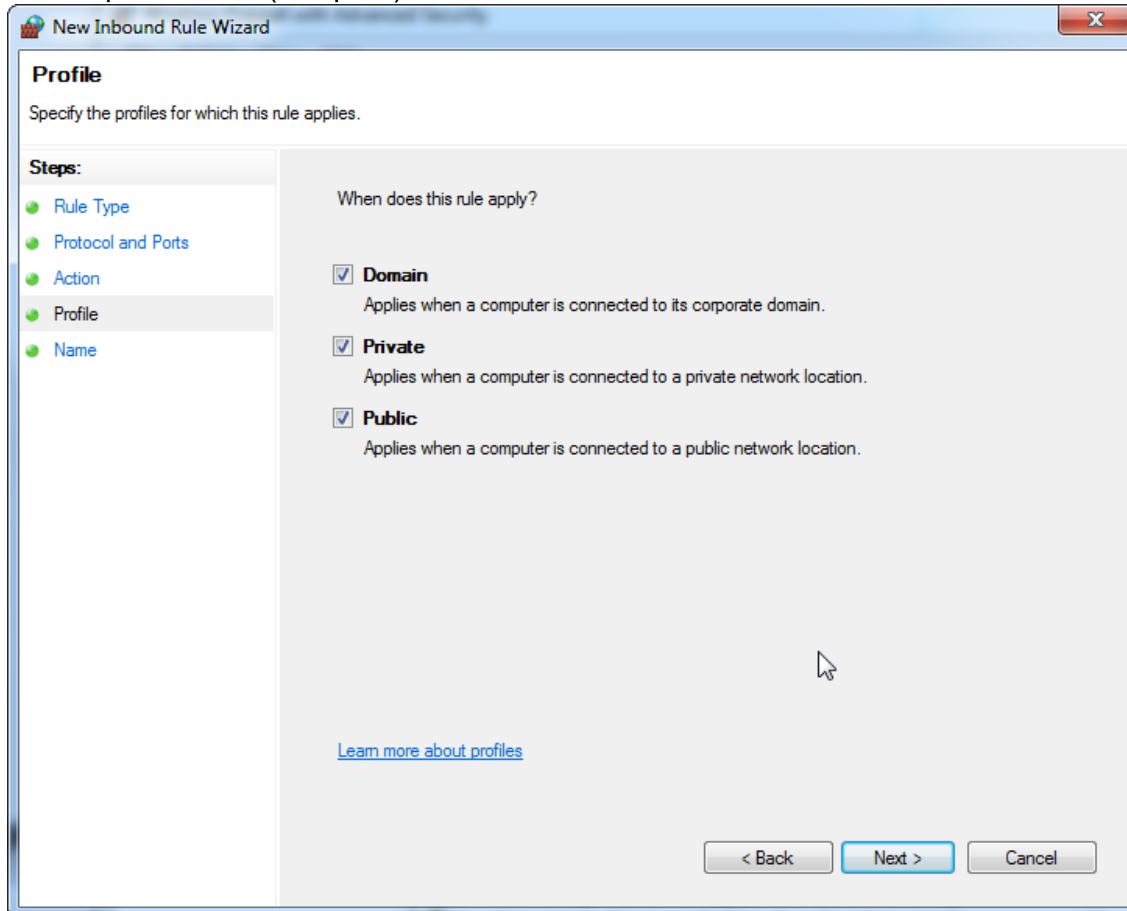 New Inbound Rule Wizard
Profile
Specify the profiles for which this rule applies.
Steps:
Rule Type
Protocol and Ports
Action
Profile
Name
When does this rule apply?
Domain
Applies when a computer is connected to its corporate domain.
Private
Applies when a computer is connected to a private network location.
Public
Applies when a computer is connected to a public network location.
Learn more about profiles
< Back
Next >
Cancel